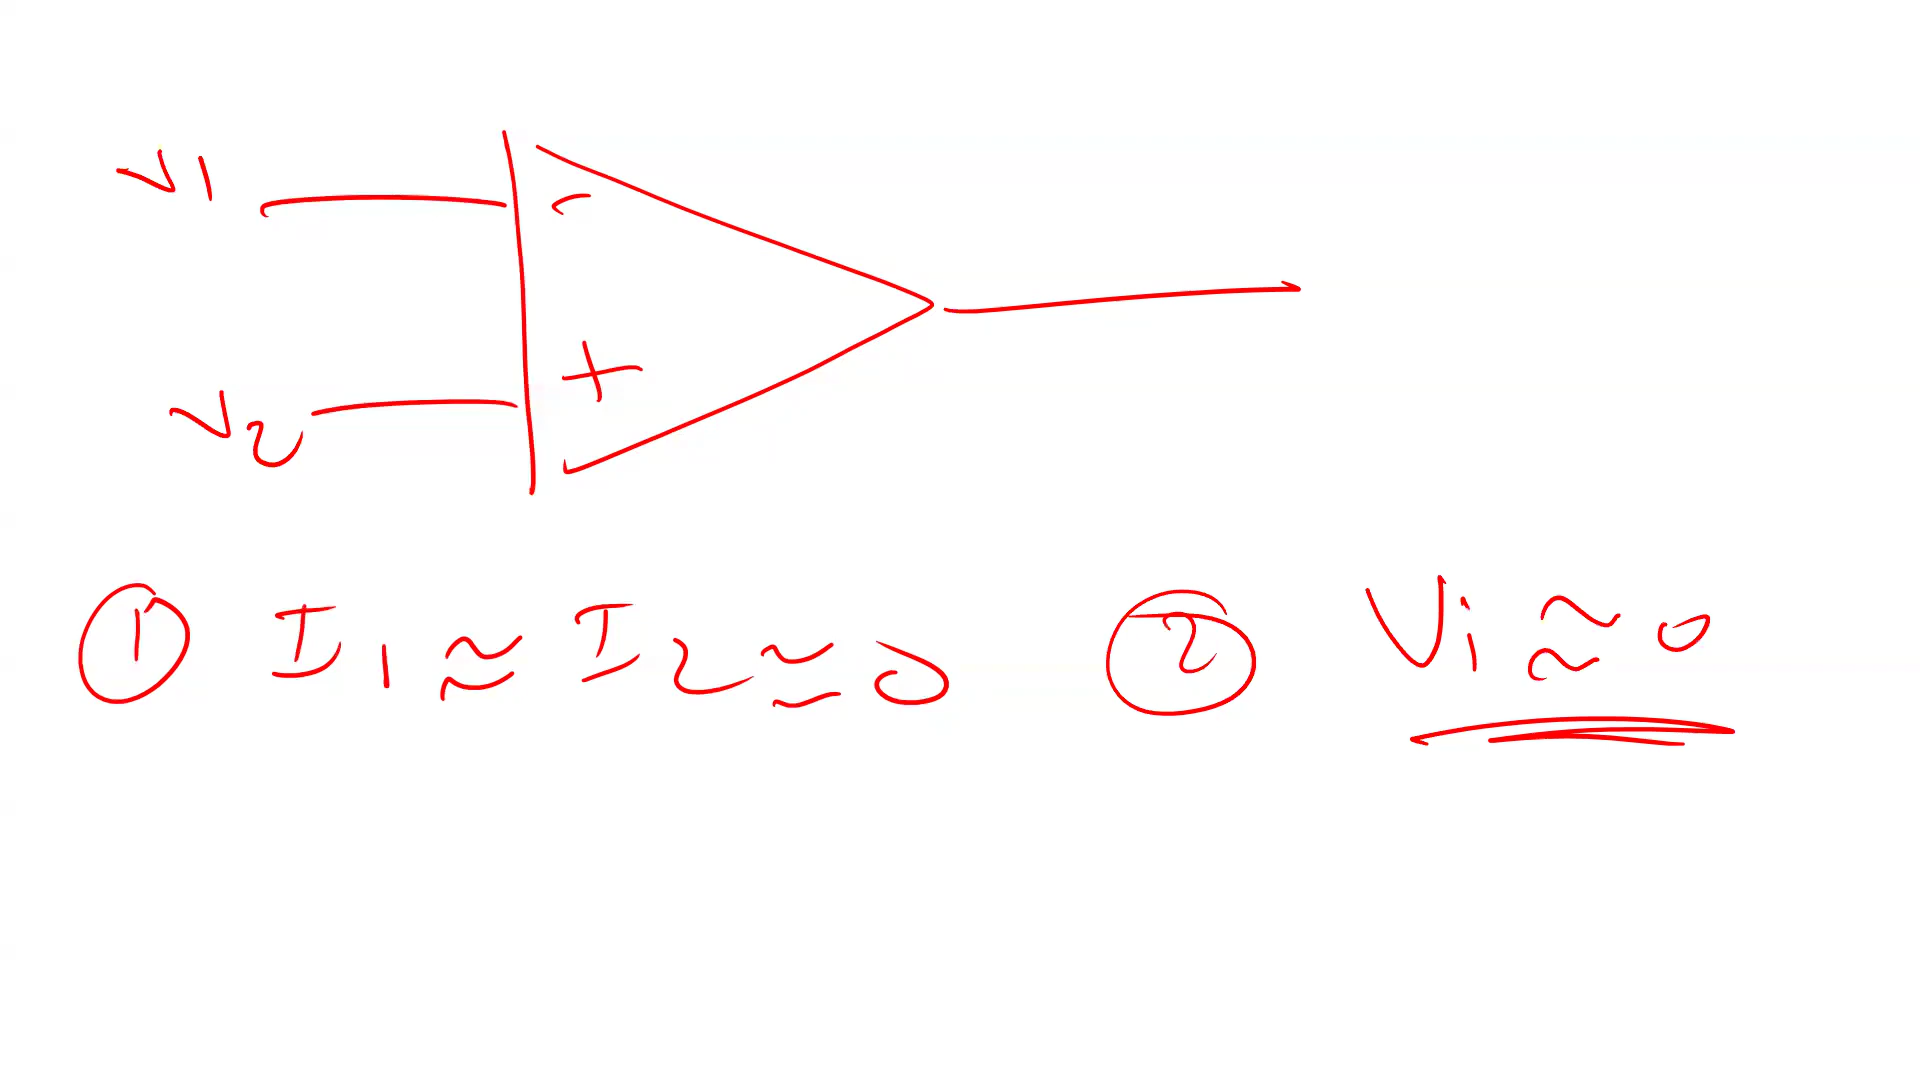 V1
-
+
V2
① I1 ≈ I2 ≈ 0
② Vi ≈ 0